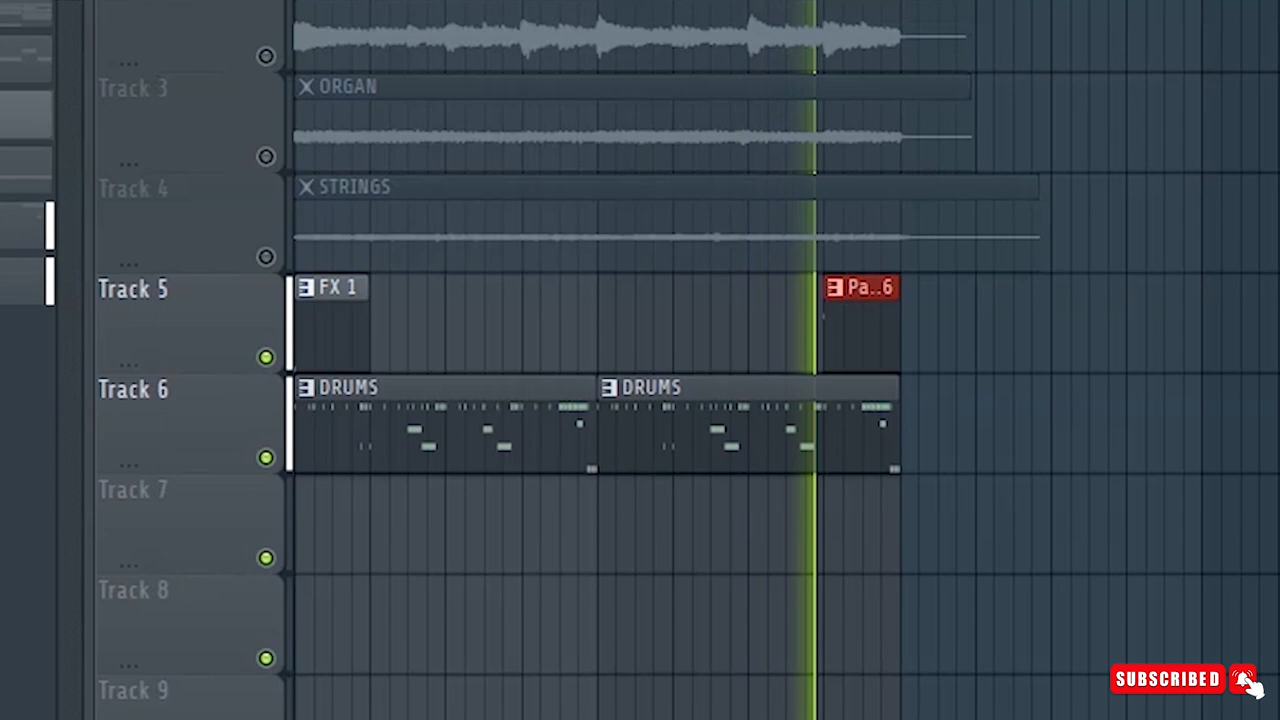 Track 3
ORGAN
Track 4
STRINGS
Track 5
FX 1
Pa..6
Track 6
DRUMS
DRUMS
Track 7
Track 8
Track 9
SUBSCRIBED